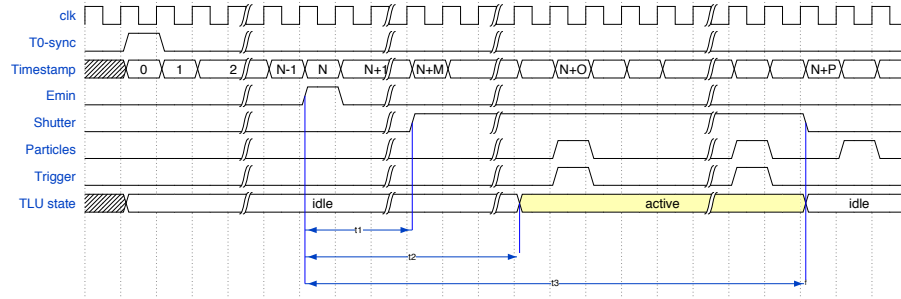 clk
T0-sync
Timestamp 0 1 2 N-1 N N+1 N+M N+O N+P
Emin
Shutter
Particles
Trigger
TLU state idle active idle
t1
t2
t3